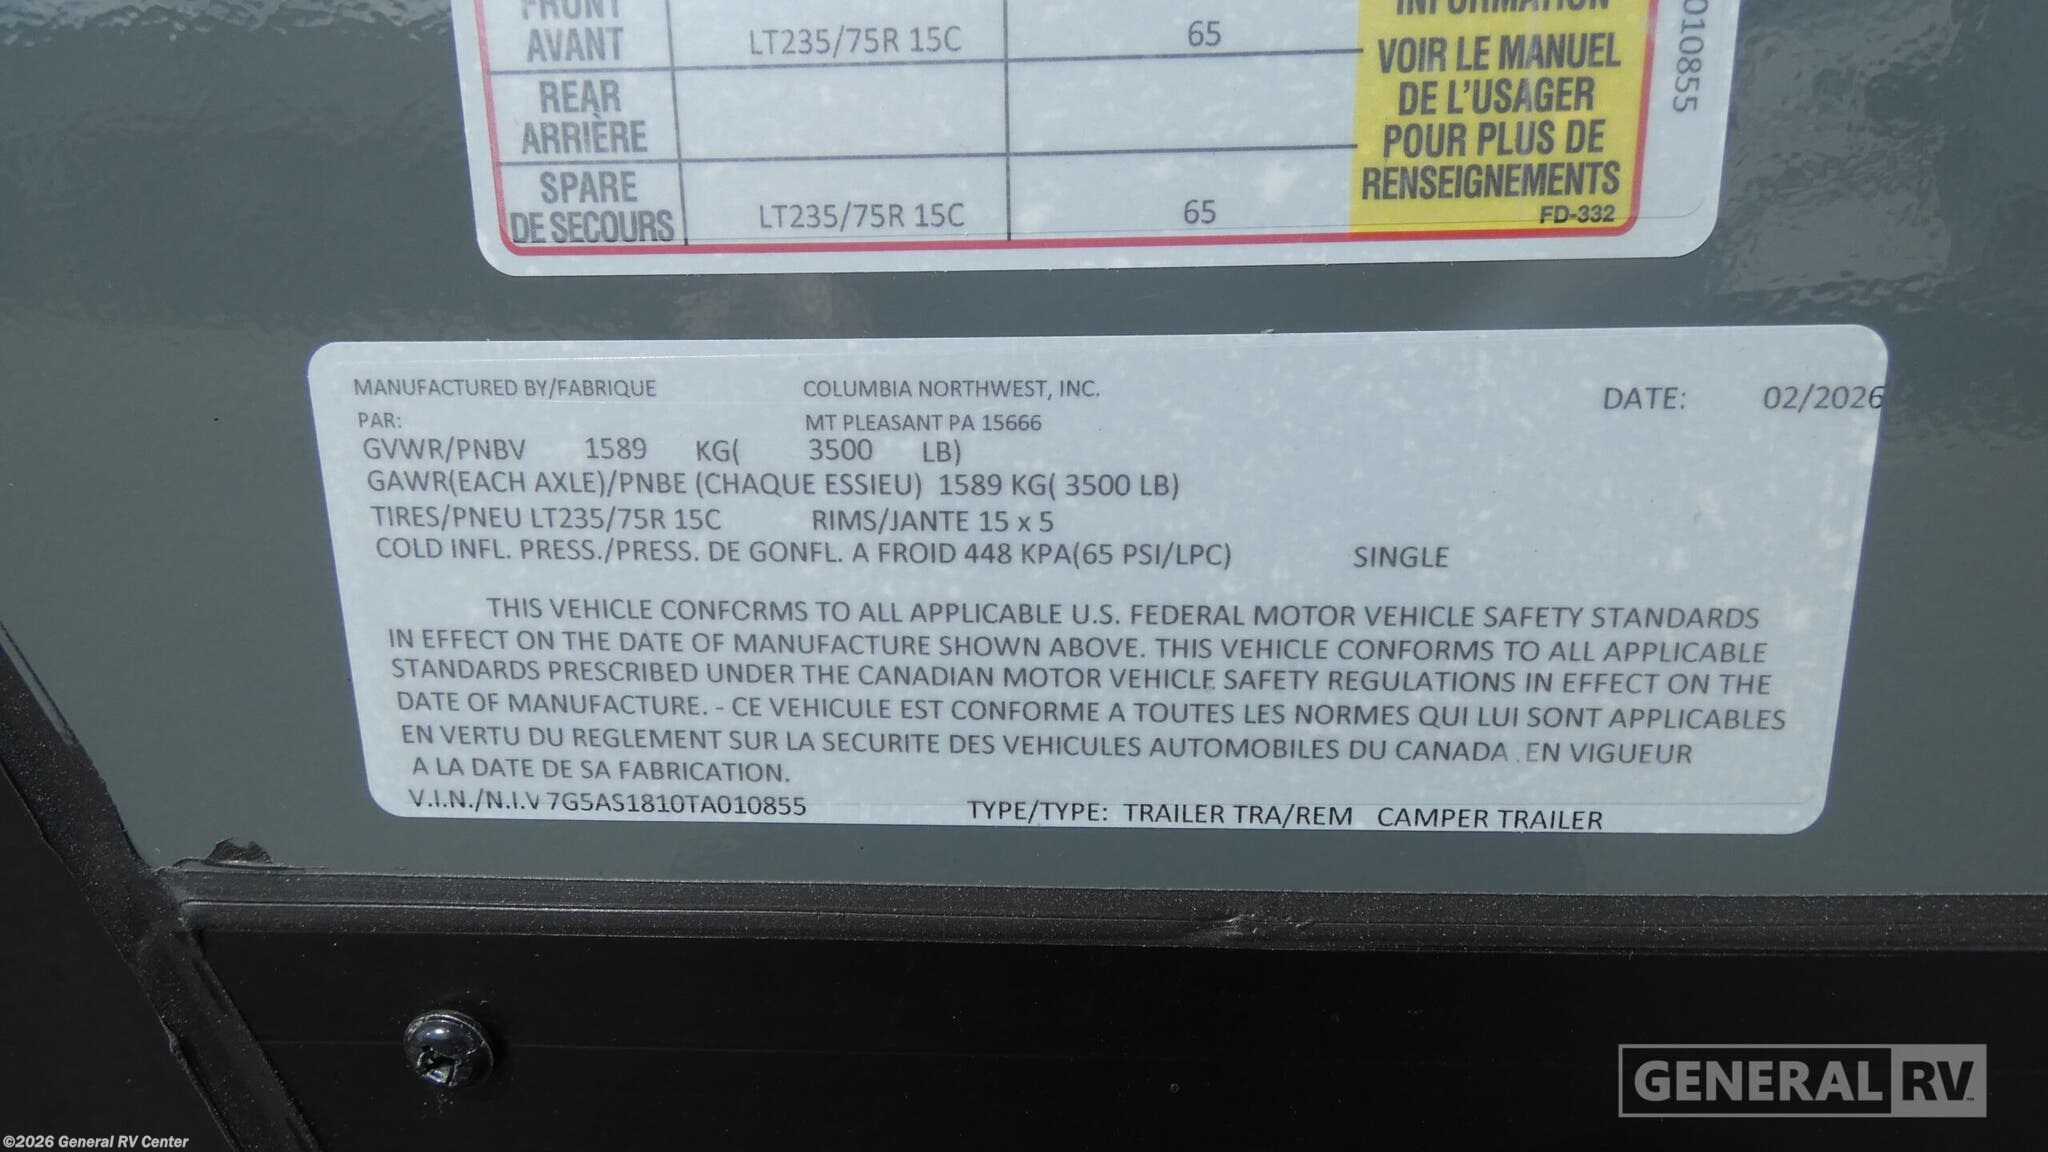 FRONT
AVANT
LT235/75R 15C
65
INFORMATION
VOIR LE MANUEL
DE L'USAGER
POUR PLUS DE
RENSEIGNEMENTS
FD-332
REAR
ARRIÈRE
SPARE
DE SECOURS
LT235/75R 15C
65
010855
MANUFACTURED BY/FABRIQUE COLUMBIA NORTHWEST, INC. DATE: 02/2026
PAR: MT PLEASANT PA 15666
GVWR/PNBV 1589 KG( 3500 LB)
GAWR(EACH AXLE)/PNBE (CHAQUE ESSIEU) 1589 KG( 3500 LB)
TIRES/PNEU LT235/75R 15C RIMS/JANTE 15 x 5
COLD INFL. PRESS./PRESS. DE GONFL. A FROID 448 KPA(65 PSI/LPC) SINGLE
THIS VEHICLE CONFORMS TO ALL APPLICABLE U.S. FEDERAL MOTOR VEHICLE SAFETY STANDARDS
IN EFFECT ON THE DATE OF MANUFACTURE SHOWN ABOVE. THIS VEHICLE CONFORMS TO ALL APPLICABLE
STANDARDS PRESCRIBED UNDER THE CANADIAN MOTOR VEHICLE SAFETY REGULATIONS IN EFFECT ON THE
DATE OF MANUFACTURE. - CE VEHICULE EST CONFORME A TOUTES LES NORMES QUI LUI SONT APPLICABLES
EN VERTU DU REGLEMENT SUR LA SECURITE DES VEHICULES AUTOMOBILES DU CANADA .EN VIGUEUR
A LA DATE DE SA FABRICATION.
V.I.N./N.I.V 7G5AS1810TA010855 TYPE/TYPE: TRAILER TRA/REM CAMPER TRAILER
GENERAL RV
©2026 General RV Center